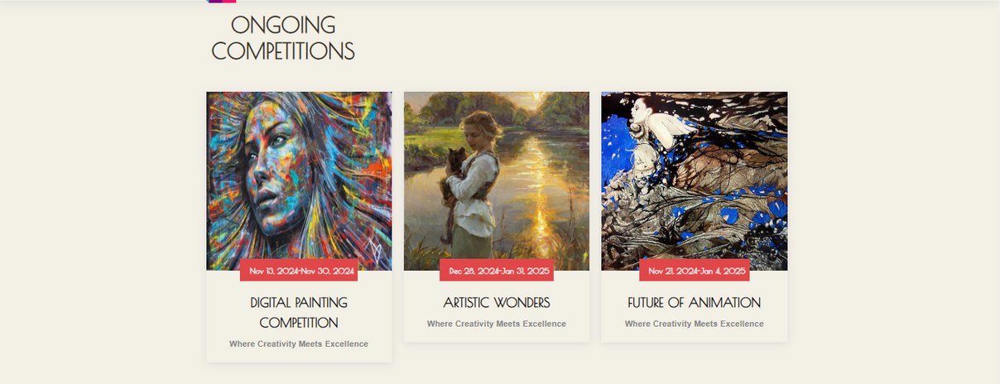 ONGOING
COMPETITIONS
Nov 13, 2024-Nov 30, 2024
DIGITAL PAINTING
COMPETITION
Where Creativity Meets Excellence
Dec 28, 2024-Jan 31, 2025
ARTISTIC WONDERS
Where Creativity Meets Excellence
Nov 21, 2024-Jan 4, 2025
FUTURE OF ANIMATION
Where Creativity Meets Excellence